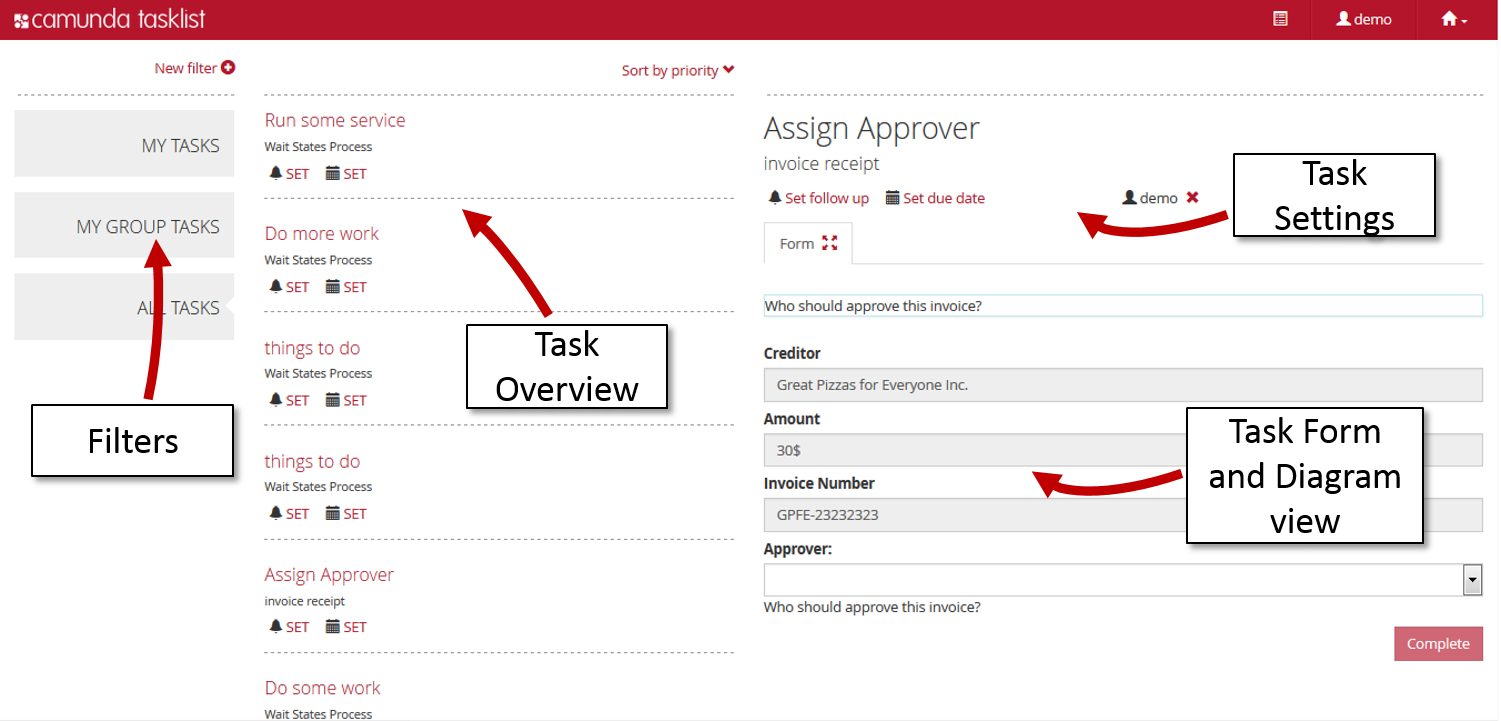 camunda tasklist
demo
New filter
MY TASKS
MY GROUP TASKS
ALL TASKS
Filters
Sort by priority
Run some service
Wait States Process
SET SET
Do more work
Wait States Process
SET SET
things to do
Wait States Process
SET SET
things to do
Wait States Process
SET SET
Assign Approver
invoice receipt
SET SET
Do some work
Wait States Process
Task
Overview
Assign Approver
invoice receipt
Set follow up Set due date demo
Task
Settings
Form
Who should approve this invoice?
Creditor
Great Pizzas for Everyone Inc.
Amount
30$
Invoice Number
GPFE-23232323
Task Form
and Diagram
view
Approver:
Who should approve this invoice?
Complete